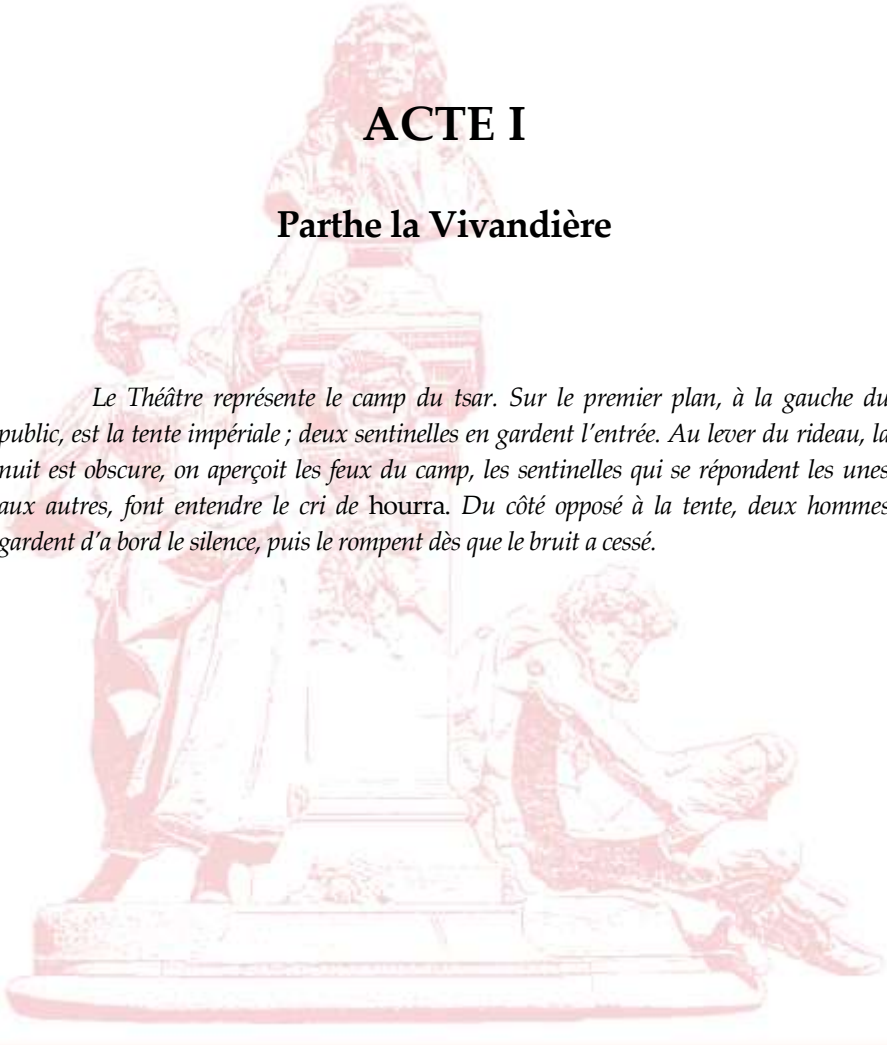 ACTE I
Parthe la Vivandière
Le Théâtre représente le camp du tsar. Sur le premier plan, à la gauche du
public, est la tente impériale ; deux sentinelles en gardent l'entrée. Au lever du rideau, la
nuit est obscure, on aperçoit les feux du camp, les sentinelles qui se répondent les unes
aux autres, font entendre le cri de hourra. Du côté opposé à la tente, deux hommes
gardent d'a bord le silence, puis le rompent dès que le bruit a cessé.